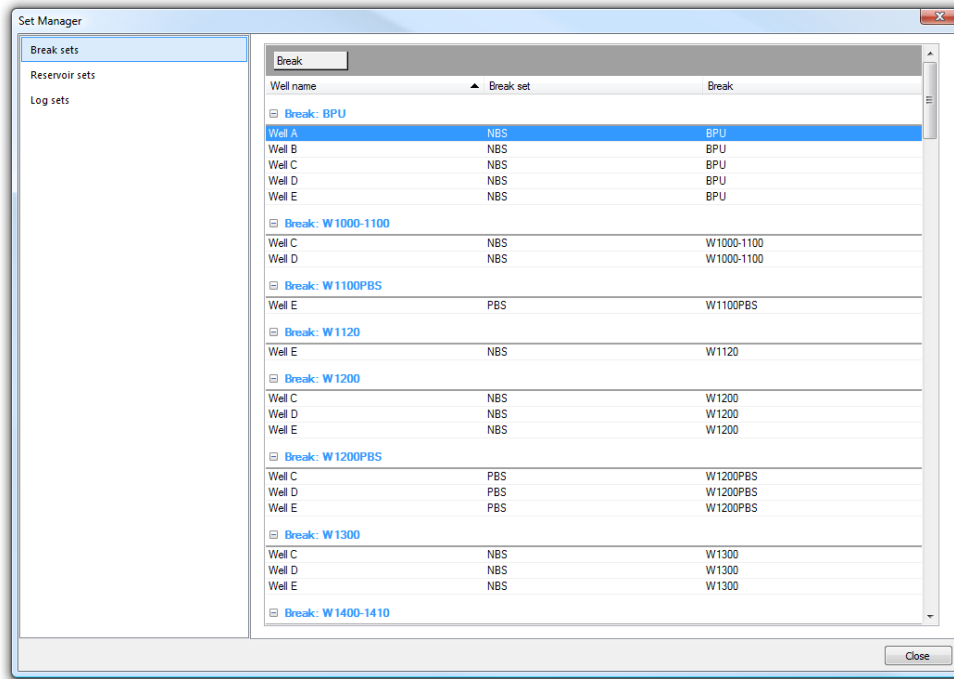 Set Manager
Break sets
Reservoir sets
Log sets
Break
Well name Break set Break
Break: BPU
Well A NBS BPU
Well B NBS BPU
Well C NBS BPU
Well D NBS BPU
Well E NBS BPU
Break: W1000-1100
Well C NBS W1000-1100
Well D NBS W1000-1100
Break: W1100PBS
Well E PBS W1100PBS
Break: W1120
Well E NBS W1120
Break: W1200
Well C NBS W1200
Well D NBS W1200
Well E NBS W1200
Break: W1200PBS
Well C PBS W1200PBS
Well D PBS W1200PBS
Well E PBS W1200PBS
Break: W1300
Well C NBS W1300
Well D NBS W1300
Well E NBS W1300
Break: W1400-1410
Close